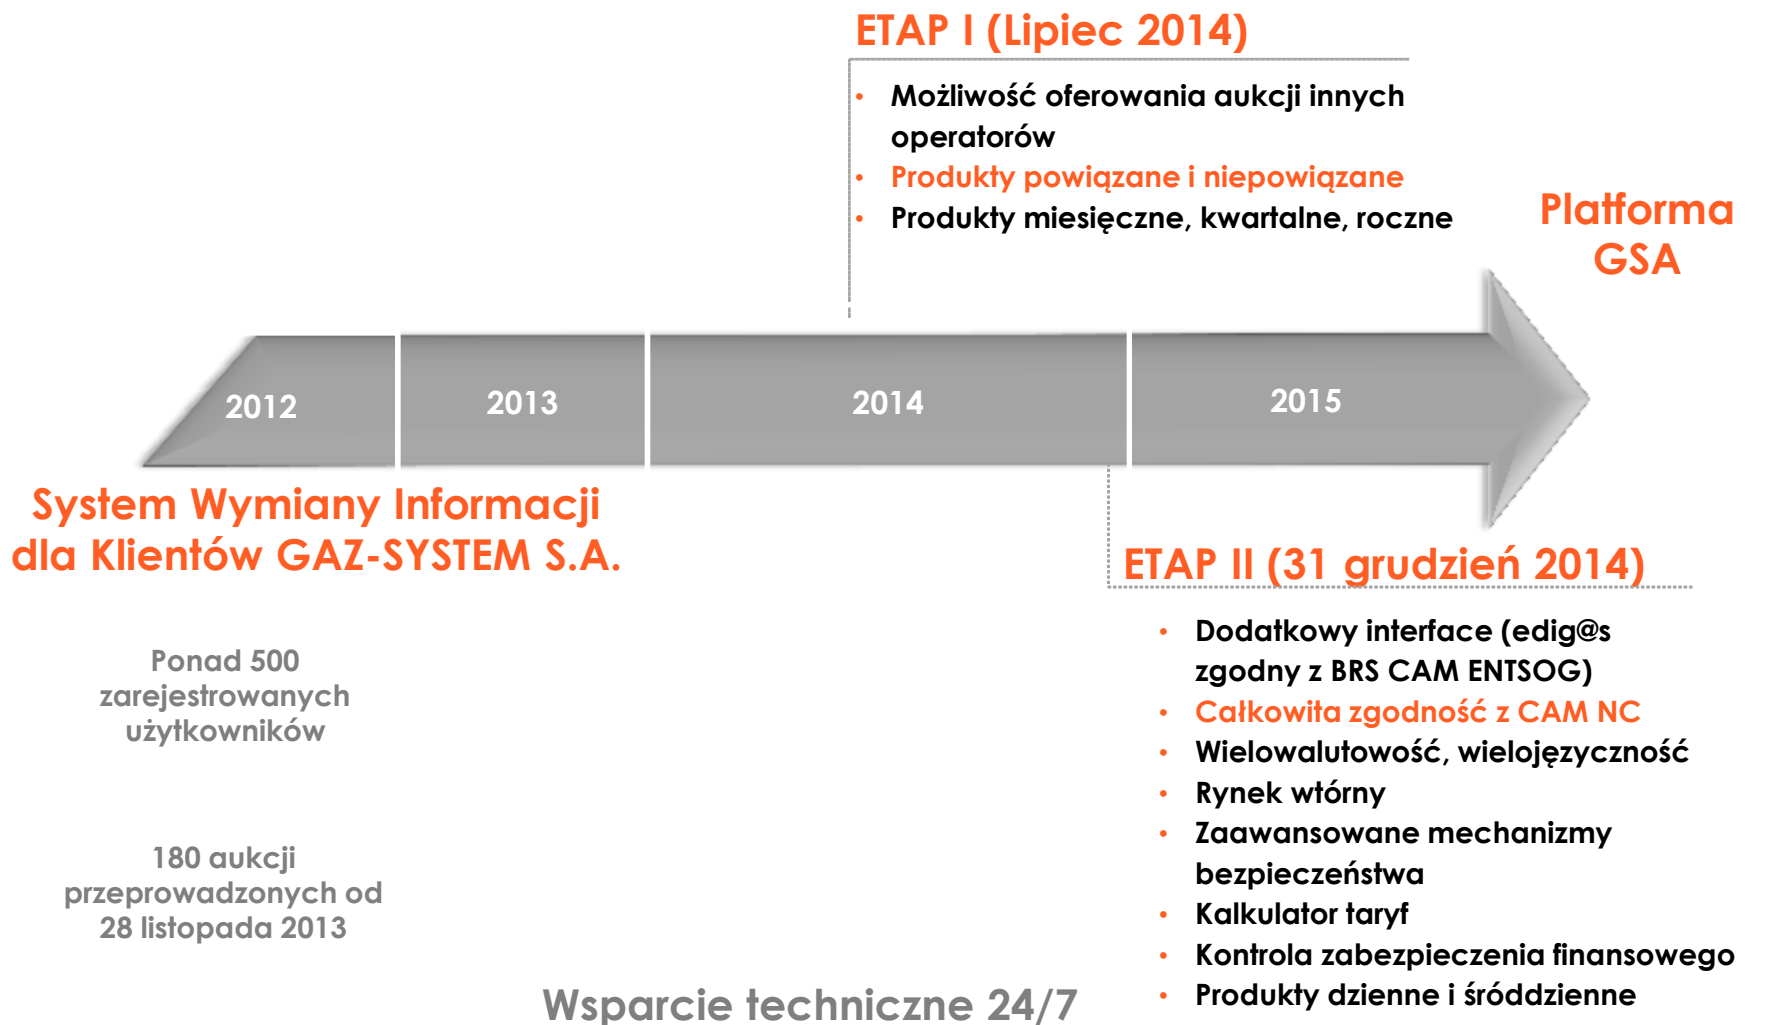 ETAP I (Lipiec 2014)
• Możliwość oferowania aukcji innych
operatorów
• Produkty powiązane i niepowiązane
• Produkty miesięczne, kwartalne, roczne
Platforma
GSA
2012
2013
2014
2015
System Wymiany Informacji
dla Klientów GAZ-SYSTEM S.A.
Ponad 500
zarejestrowanych
użytkowników
180 aukcji
przeprowadzonych od
28 listopada 2013
ETAP II (31 grudzień 2014)
• Dodatkowy interface (edig@s
zgodny z BRS CAM ENTSOG)
• Całkowita zgodność z CAM NC
• Wielowalutowość, wielojęzyczność
• Rynek wtórny
• Zaawansowane mechanizmy
bezpieczeństwa
• Kalkulator taryf
• Kontrola zabezpieczenia finansowego
• Produkty dzienne i śróddzienne
Wsparcie techniczne 24/7